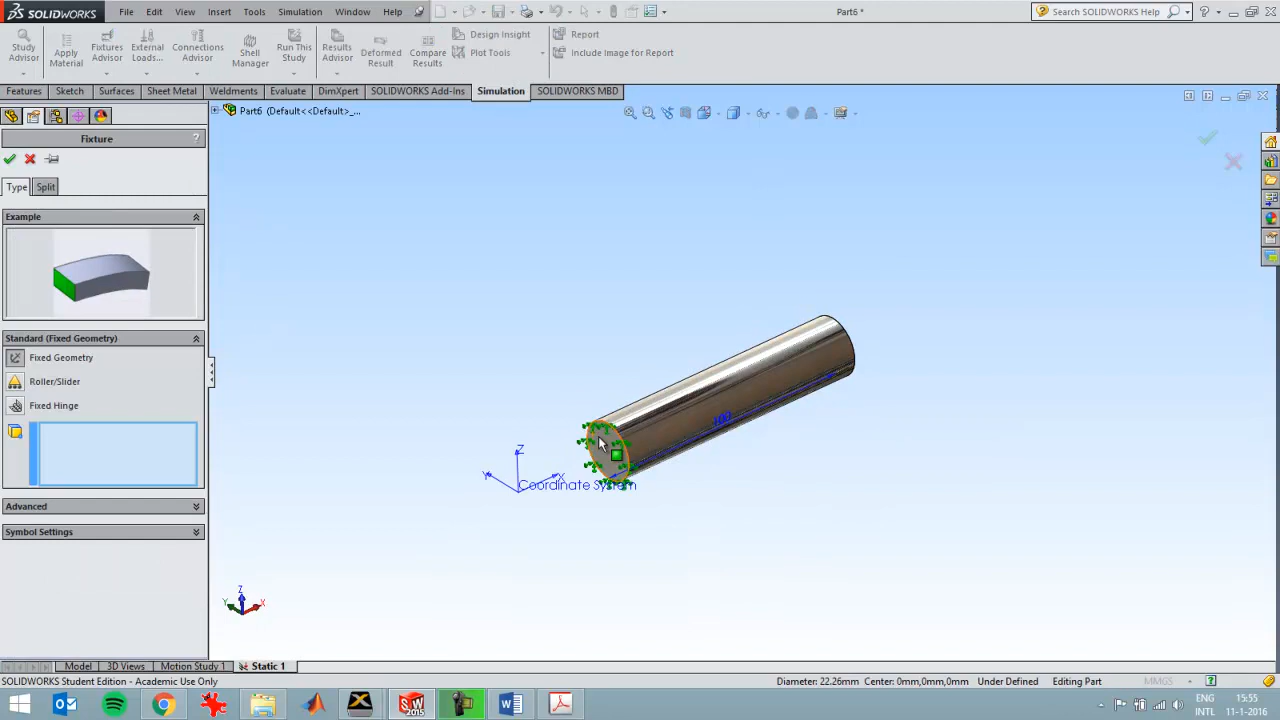 SOLIDWORKS File Edit View Insert Tools Simulation Window Help Part6 * Search SOLIDWORKS Help
Study Advisor
Apply Material
Fixtures Advisor
External Loads...
Connections Advisor
Shell Manager
Run This Study
Results Advisor
Deformed Result
Compare Results
Design Insight
Plot Tools
Report
Include Image for Report
Features Sketch Surfaces Sheet Metal Weldments Evaluate DimXpert SOLIDWORKS Add-Ins Simulation SOLIDWORKS MBD
Part6 (Default<<Default>_...
Fixture ?
Type Split
Example
Standard (Fixed Geometry)
Fixed Geometry
Roller/Slider
Fixed Hinge
Advanced
Symbol Settings
100
Z
Y X
Coordinate System
Z
Y X
Model 3D Views Motion Study 1 Static 1
SOLIDWORKS Student Edition - Academic Use Only Diameter: 22.26mm Center: 0mm,0mm,0mm Under Defined Editing Part MMGS
SW 2015
ENG 15:55
INTL 11-1-2016